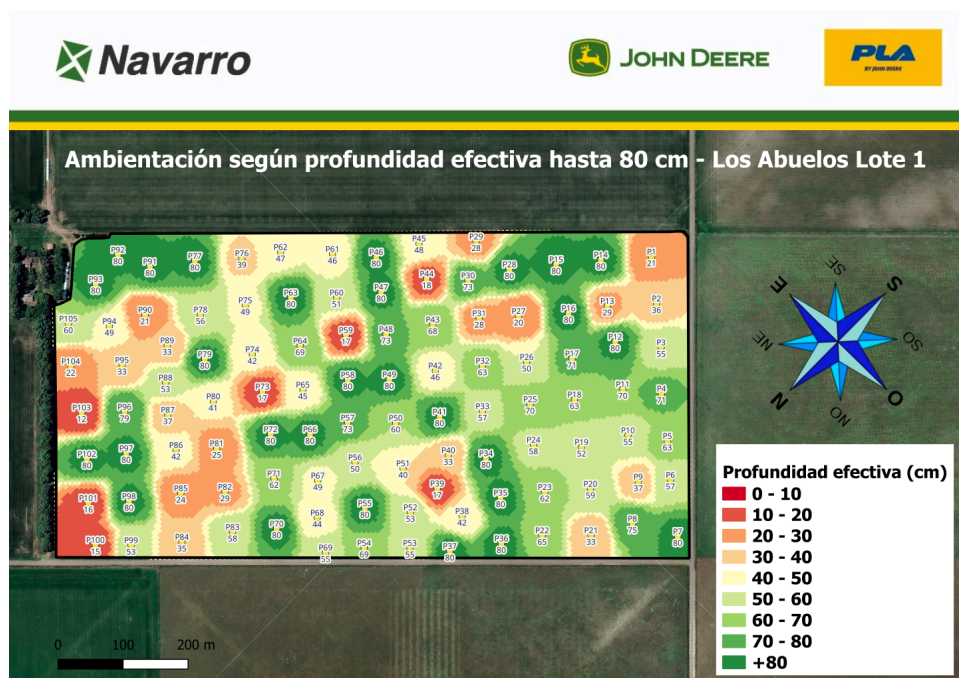 Navarro
JOHN DEERE
PLA
BY JOHN DEERE
Ambientación según profundidad efectiva hasta 80 cm - Los Abuelos Lote 1
P92 80
P91 80
P77 80
P76 39
P62 47
P61 46
P46 80
P45 48
P29 28
P28 80
P15 80
P14 80
P1 21
P93 80
P63 80
P60 51
P47 80
P44 18
P30 73
P105 60
P94 49
P90 21
P78 56
P75 49
P59 17
P48 73
P43 68
P31 28
P27 20
P16 80
P13 29
P2 36
P104 22
P95 33
P89 33
P79 80
P74 42
P64 69
P58 80
P49 80
P42 46
P32 63
P26 50
P17 71
P12 80
P3 55
P103 12
P96 79
P88 53
P87 37
P80 41
P73 17
P65 45
P57 73
P50 60
P41 80
P33 57
P25 70
P18 63
P11 70
P4 71
P102 80
P97 80
P86 42
P81 25
P72 80
P66 80
P56 50
P51 40
P40 33
P34 80
P24 58
P19 52
P10 55
P5 63
P101 16
P98 80
P85 24
P82 29
P71 62
P67 49
P55 80
P52 53
P39 17
P35 80
P23 62
P20 59
P9 37
P6 57
P100 15
P99 53
P84 35
P83 58
P70 80
P68 44
P69 55
P54 69
P53 55
P38 42
P37 80
P36 80
P22 65
P21 33
P8 75
P7 80
SE
S
SO
O
NO
N
NE
E
Profundidad efectiva (cm)
0 - 10
10 - 20
20 - 30
30 - 40
40 - 50
50 - 60
60 - 70
70 - 80
+80
0 100 200 m